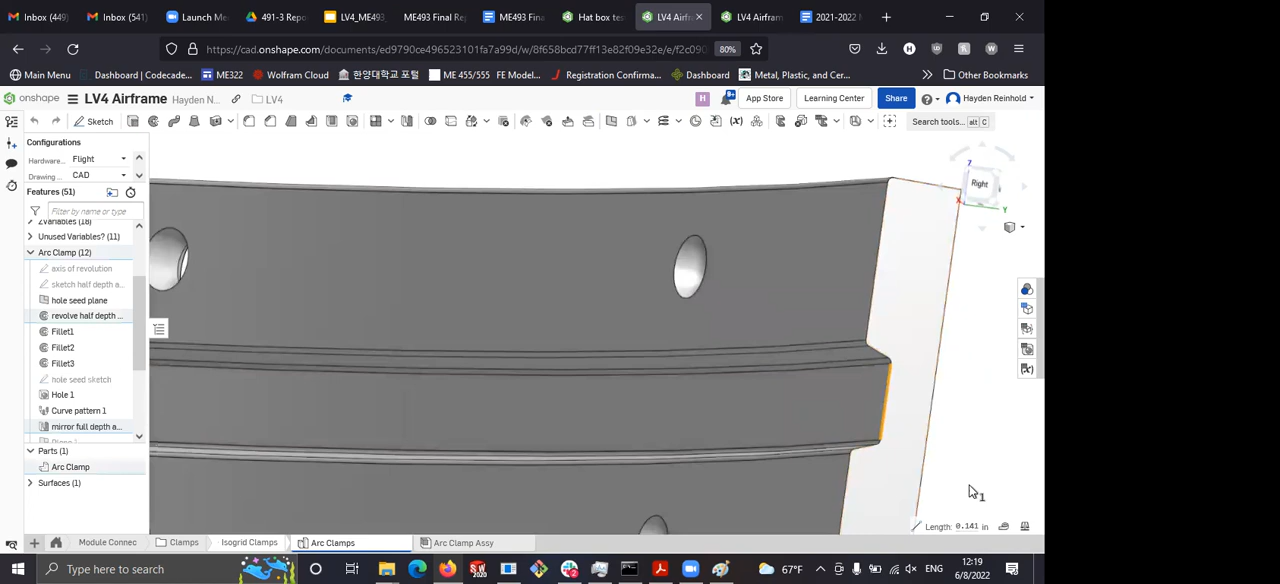 Inbox (449)
Inbox (541)
Launch Me
491-3 Repo
LV4_ME493_
ME493 Final Re
ME493 Fina
Hat box tes
LV4 Airfra
LV4 Airfram
2021-2022 M
https://cad.onshape.com/documents/ed9790ce496523101fa7a99d/w/8f658bcd77ff13e82f09e32e/e/f2c090
80%
Main Menu
Dashboard | Codecade...
ME322
Wolfram Cloud
한양대학교 포털
ME 455/555
FE Model...
Registration Confirma...
Dashboard
Metal, Plastic, and Cer...
Other Bookmarks
onshape
LV4 Airframe
Hayden N...
LV4
App Store
Learning Center
Share
Hayden Reinhold
Sketch
Search tools...
alt C
Configurations
Hardware...
Flight
Drawing ...
CAD
Features (51)
Filter by name or type
Unused Variables? (11)
Arc Clamp (12)
axis of revolution
sketch half depth a...
hole seed plane
revolve half depth ...
Fillet1
Fillet2
Fillet3
hole seed sketch
Hole 1
Curve pattern 1
mirror full depth a...
Parts (1)
Arc Clamp
Surfaces (1)
Z
Right
X
Y
1
Length: 0.141 in
Module Connec
Clamps
Isogrid Clamps
Arc Clamps
Arc Clamp Assy
Type here to search
67°F
ENG
12:19
6/8/2022